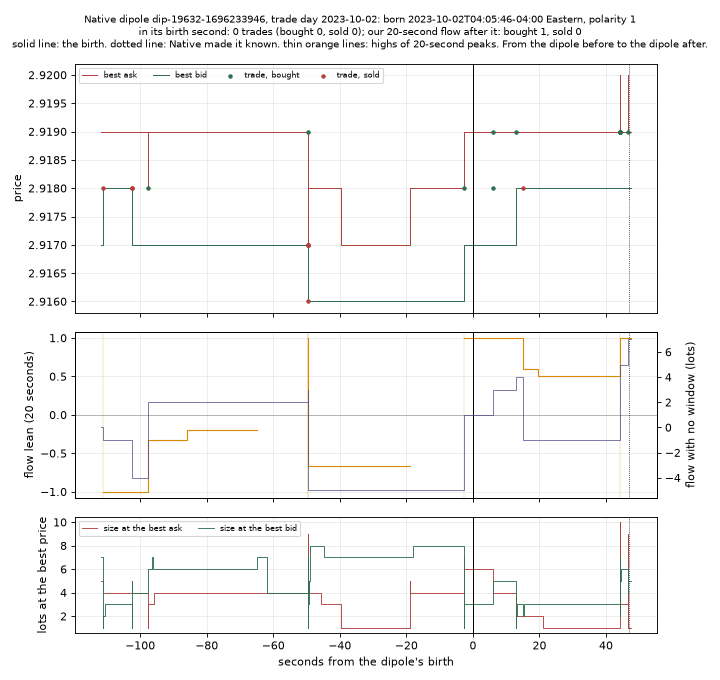 Native dipole dip-19632-1696233946, trade day 2023-10-02: born 2023-10-02T04:05:46-04:00 Eastern, polarity 1
in its birth second: 0 trades (bought 0, sold 0); our 20-second flow after it: bought 1, sold 0
solid line: the birth. dotted line: Native made it known. thin orange lines: highs of 20-second peaks. From the dipole before to the dipole after.
best ask
best bid
trade, bought
trade, sold
2.9200
2.9195
2.9190
2.9185
2.9180
2.9175
2.9170
2.9165
2.9160
price
1.0
0.5
0.0
−0.5
−1.0
flow lean (20 seconds)
6
4
2
0
−2
−4
flow with no window (lots)
size at the best ask
size at the best bid
10
8
6
4
2
lots at the best price
−100
−80
−60
−40
−20
0
20
40
seconds from the dipole's birth